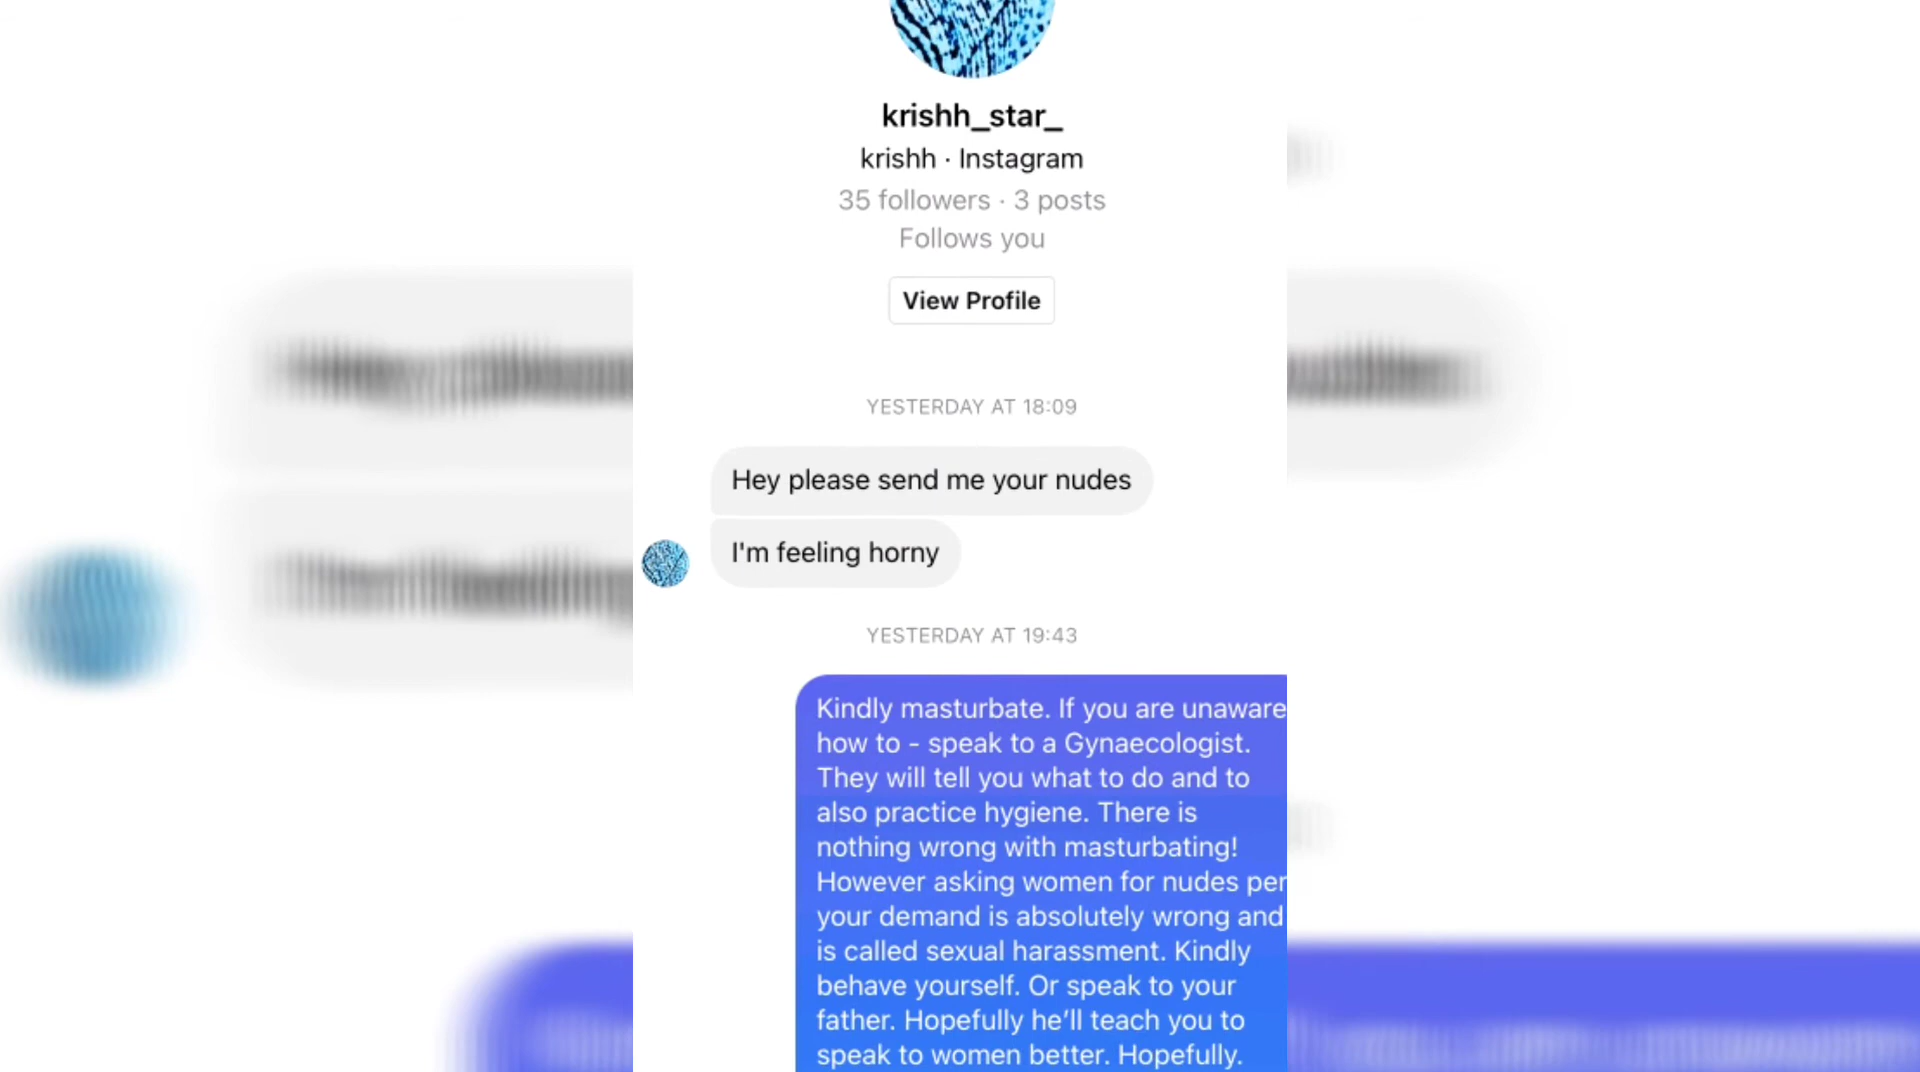 krishh_star_
krishh · Instagram
35 followers · 3 posts
Follows you
View Profile
YESTERDAY AT 18:09
Hey please send me your nudes
I'm feeling horny
YESTERDAY AT 19:43
Kindly masturbate. If you are unaware
how to - speak to a Gynaecologist.
They will tell you what to do and to
also practice hygiene. There is
nothing wrong with masturbating!
However asking women for nudes per
your demand is absolutely wrong and
is called sexual harassment. Kindly
behave yourself. Or speak to your
father. Hopefully he’ll teach you to
speak to women better. Hopefully.